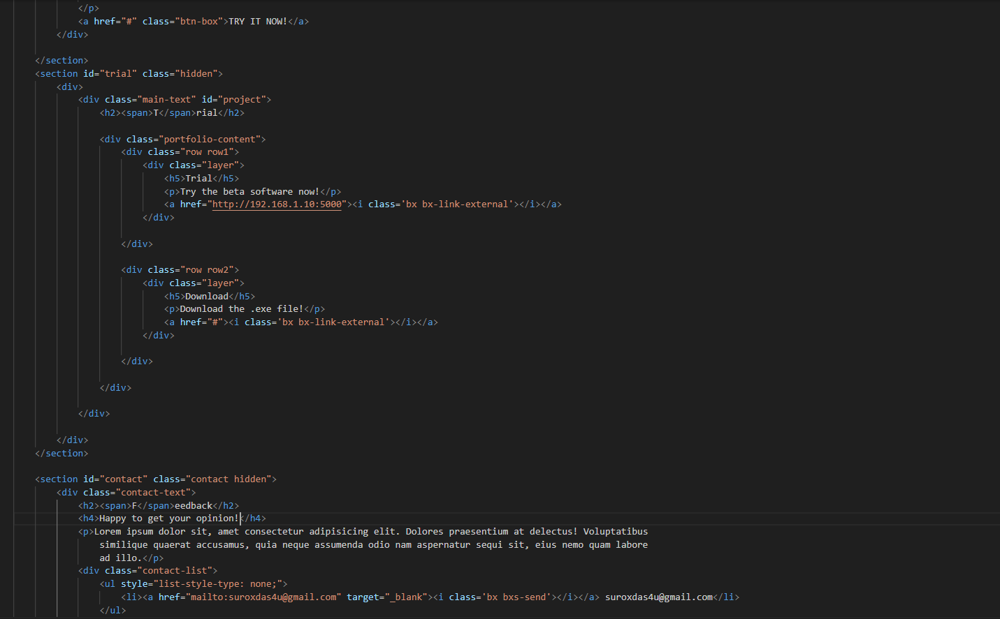 </p>
<a href="#" class="btn-box">TRY IT NOW!</a>
</div>
</section>
<section id="trial" class="hidden">
<div>
<div class="main-text" id="project">
<h2><span>T</span>rial</h2>
<div class="portfolio-content">
<div class="row row1">
<div class="layer">
<h5>Trial</h5>
<p>Try the beta software now!</p>
<a href="http://192.168.1.10:5000"><i class='bx bx-link-external'></i></a>
</div>
</div>
<div class="row row2">
<div class="layer">
<h5>Download</h5>
<p>Download the .exe file!</p>
<a href="#"><i class='bx bx-link-external'></i></a>
</div>
</div>
</div>
</div>
</div>
</section>
<section id="contact" class="contact hidden">
<div class="contact-text">
<h2><span>F</span>eedback</h2>
<h4>Happy to get your opinion!</h4>
<p>Lorem ipsum dolor sit, amet consectetur adipisicing elit. Dolores praesentium at delectus! Voluptatibus
similique quaerat accusamus, quia neque assumenda odio nam aspernatur sequi sit, eius nemo quam labore
ad illo.</p>
<div class="contact-list">
<ul style="list-style-type: none;">
<li><a href="mailto:suroxdas4u@gmail.com" target="_blank"><i class='bx bxs-send'></i></a> suroxdas4u@gmail.com</li>
</ul>